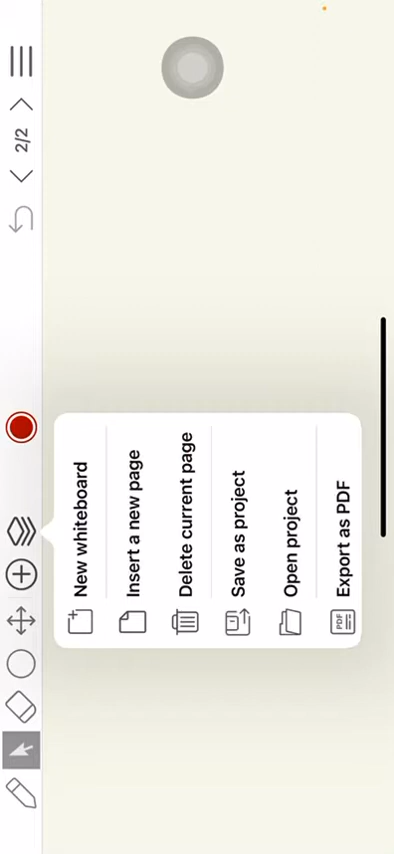 2/2
New whiteboard
Insert a new page
Delete current page
Save as project
Open project
PDF
Export as PDF